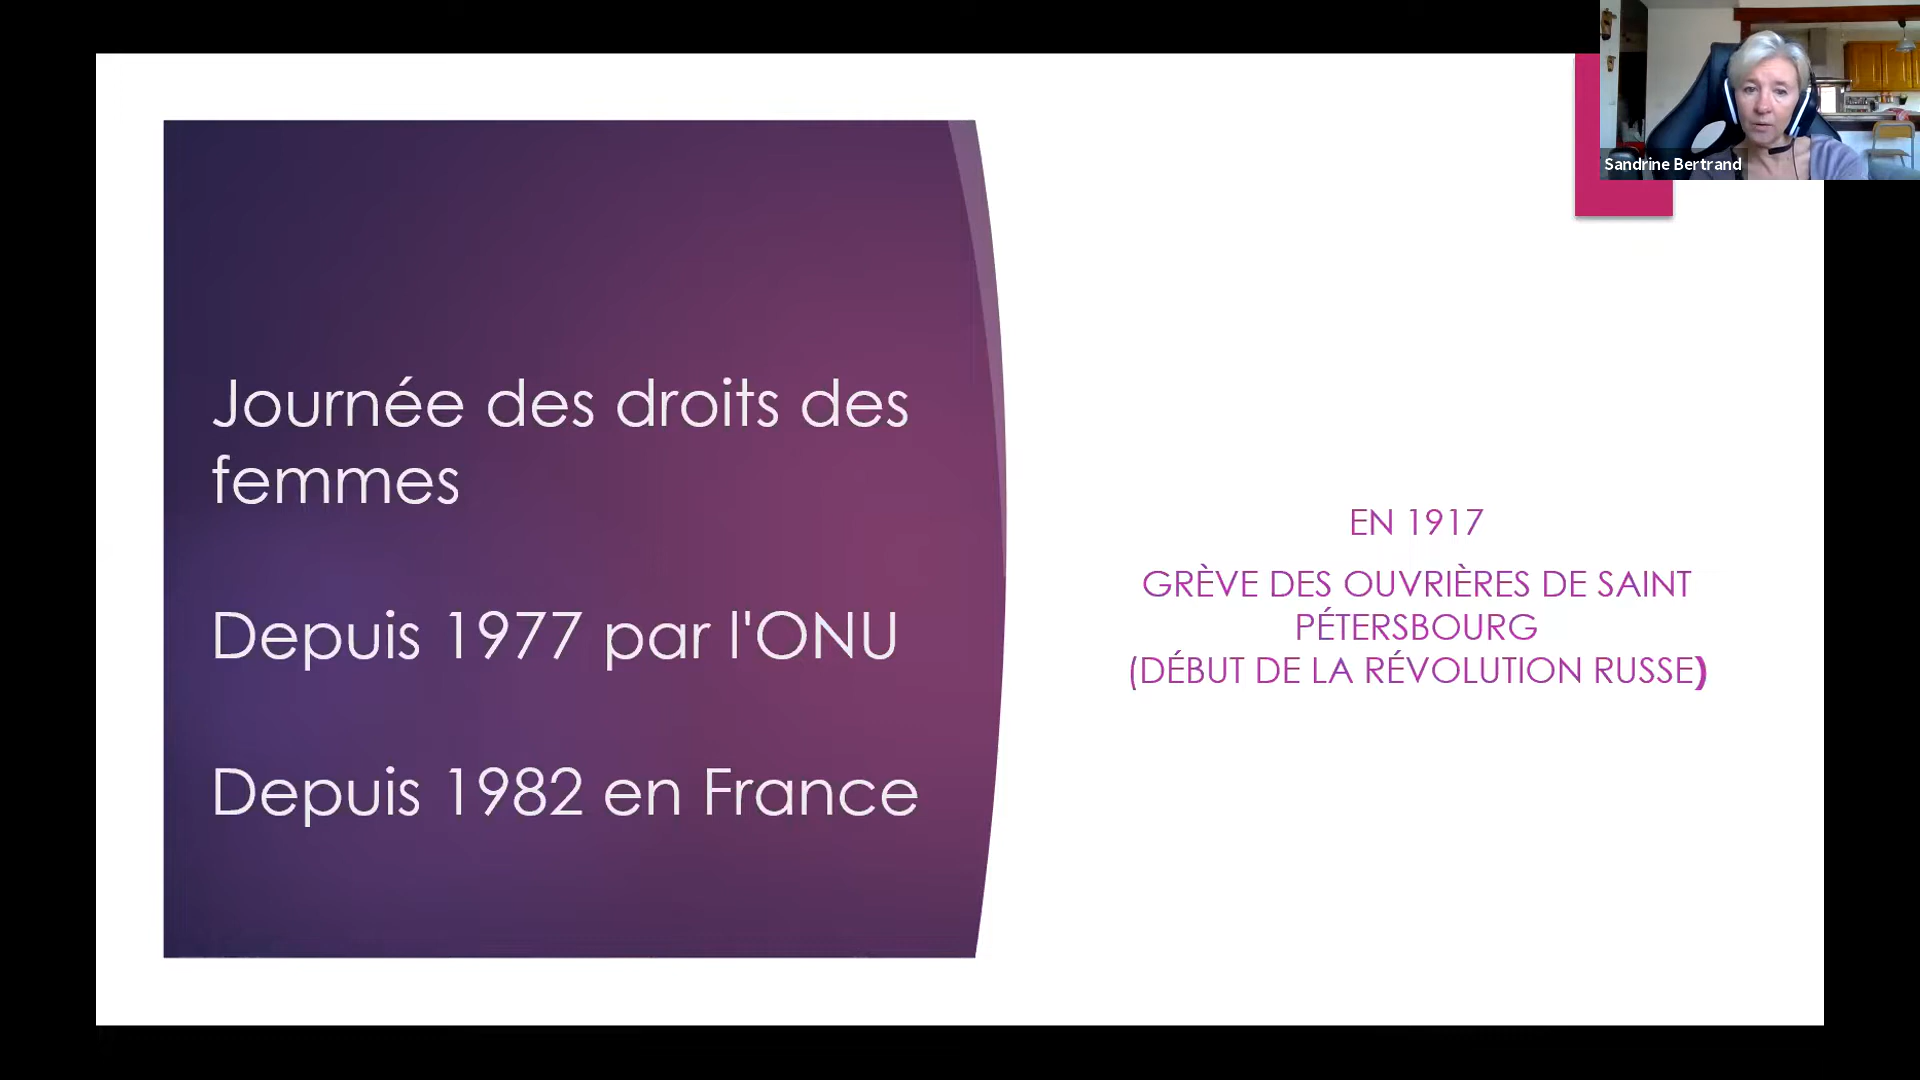 Journée des droits des
femmes
Depuis 1977 par l'ONU
Depuis 1982 en France
EN 1917
GRÈVE DES OUVRIÈRES DE SAINT
PÉTERSBOURG
(DÉBUT DE LA RÉVOLUTION RUSSE)
Sandrine Bertrand